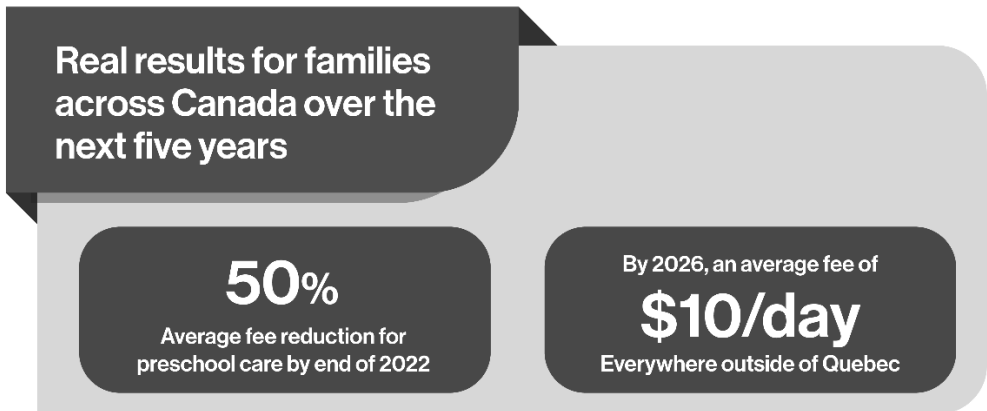 Real results for families
across Canada over the
next five years
50%
Average fee reduction for
preschool care by end of 2022
By 2026, an average fee of
$10/day
Everywhere outside of Quebec